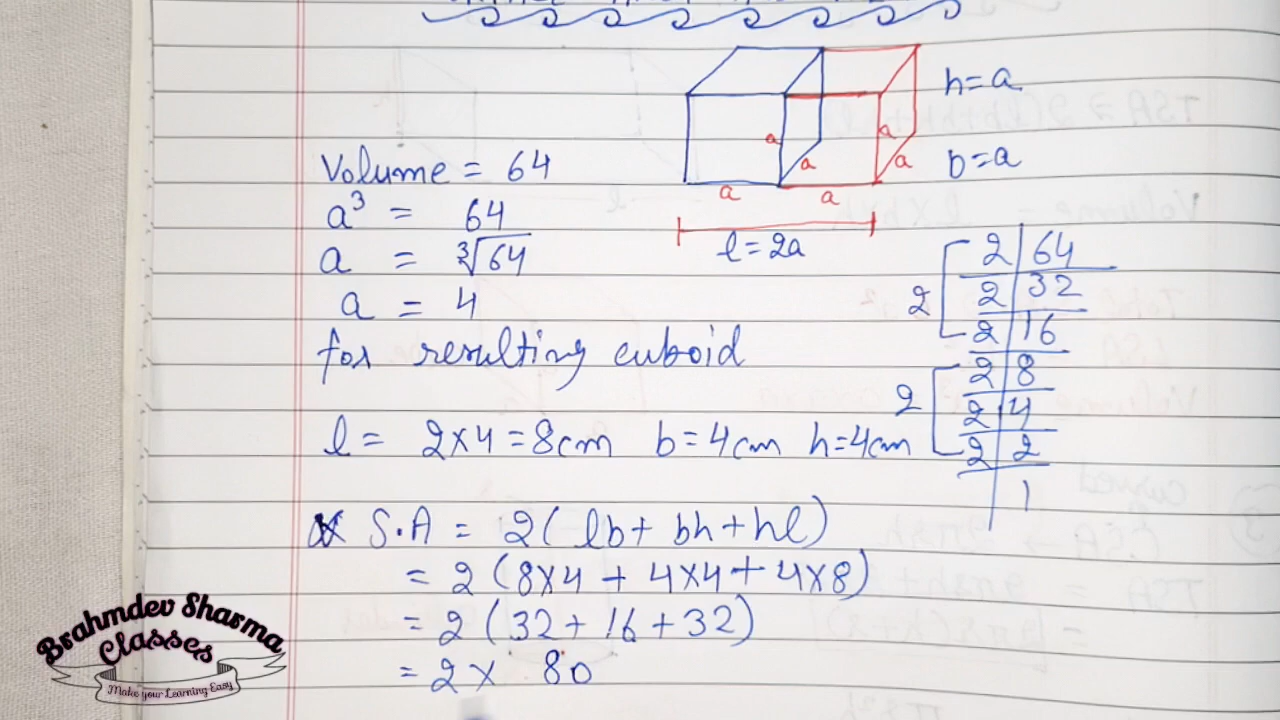 h=a
a
a
a
a
b=a
a
a
l=2a
Volume = 64
a³ = 64
a = ∛64
a = 4
for resulting cuboid
l = 2×4=8cm b=4cm h=4cm
2 | 64
2 | 32
2 | 16
2 | 8
2 | 4
2 | 2
1
2
2
S.A = 2( lb+ bh+hl)
= 2 (8×4 + 4×4+4×8)
= 2 (32+16+32)
= 2× 80
Brahmdev Sharma
Classes
Make your Learning Easy